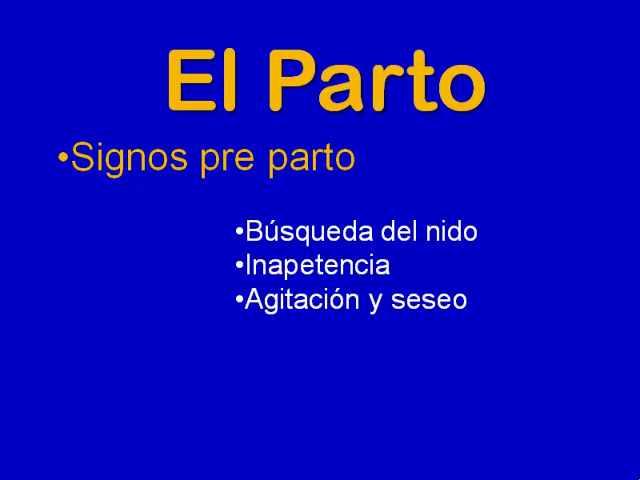 El Parto
•Signos pre parto
•Búsqueda del nido
•Inapetencia
•Agitación y seseo